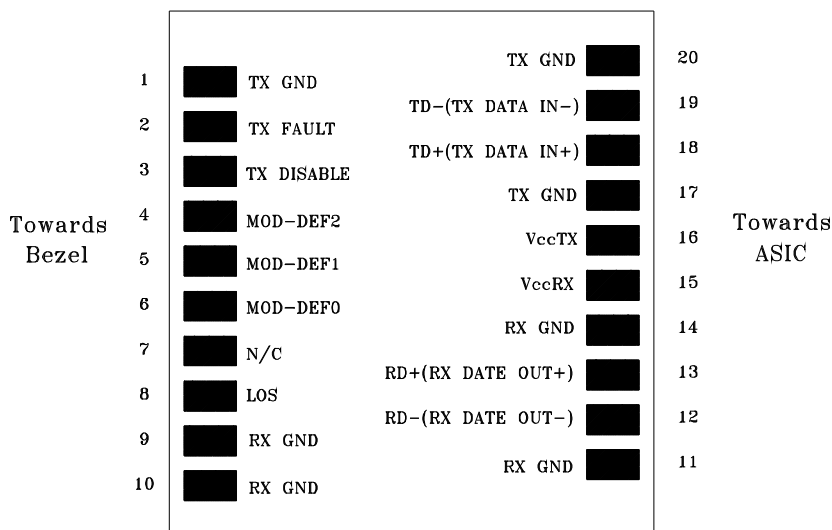 Towards
Bezel
1 TX GND
2 TX FAULT
3 TX DISABLE
4 MOD-DEF2
5 MOD-DEF1
6 MOD-DEF0
7 N/C
8 LOS
9 RX GND
10 RX GND
TX GND 20
TD-(TX DATA IN-) 19
TD+(TX DATA IN+) 18
TX GND 17
VccTX 16
VccRX 15
RX GND 14
RD+(RX DATE OUT+) 13
RD-(RX DATE OUT-) 12
RX GND 11
Towards
ASIC